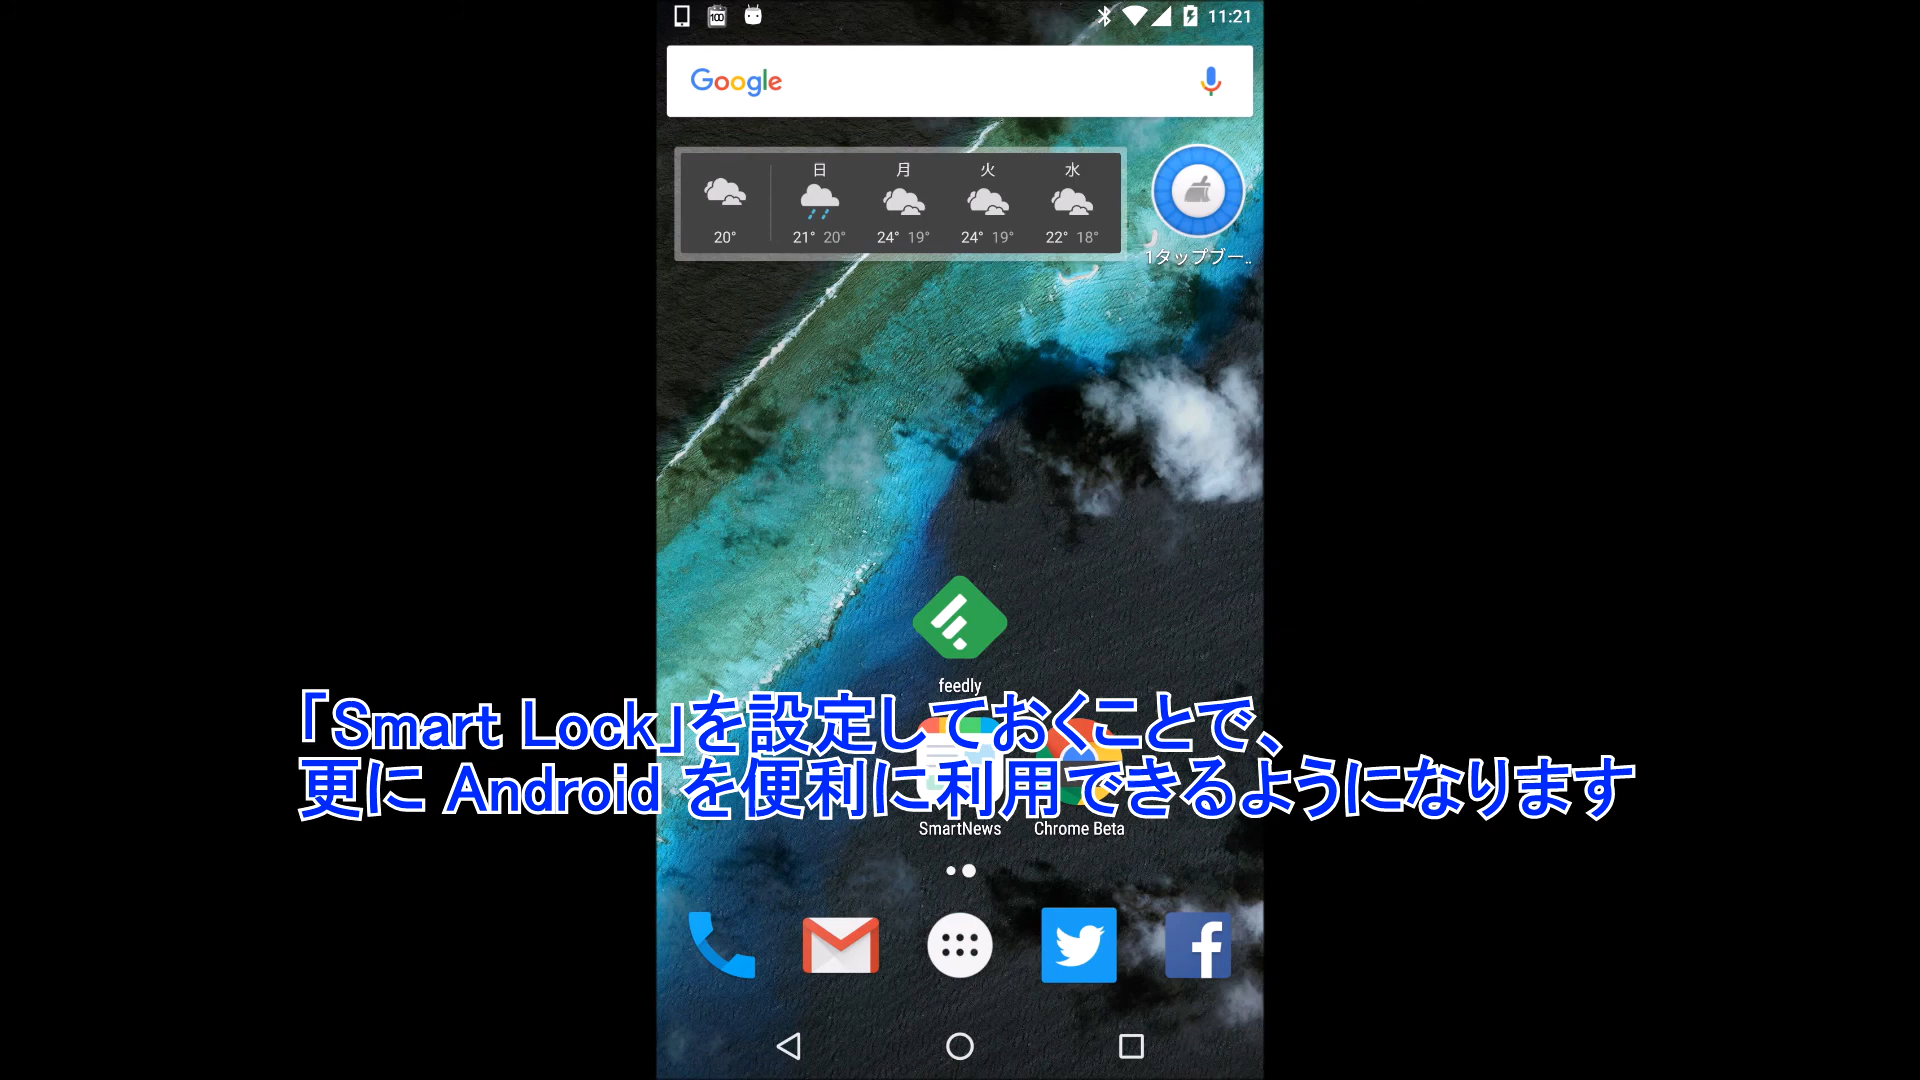 11:21
Google
日 月 火 水
20° 21° 20° 24° 19° 24° 19° 22° 18°
1タップブー..
feedly
「Smart Lock」を設定しておくことで、
更に Android を便利に利用できるようになります
SmartNews Chrome Beta